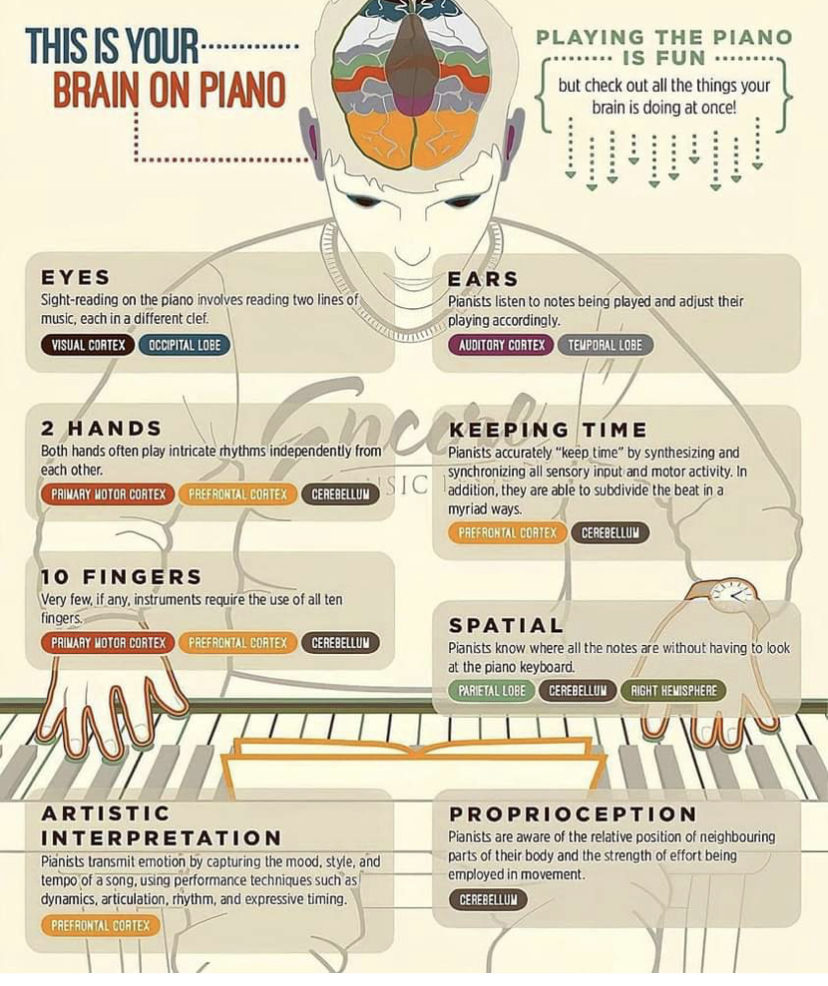 THIS IS YOUR
BRAIN ON PIANO
PLAYING THE PIANO
IS FUN
but check out all the things your
brain is doing at once!
EYES
Sight-reading on the piano involves reading two lines of
music, each in a different clef.
VISUAL CORTEX OCCIPITAL LOBE
EARS
Pianists listen to notes being played and adjust their
playing accordingly.
AUDITORY CORTEX TEMPORAL LOBE
2 HANDS
Both hands often play intricate rhythms independently from
each other.
PRIMARY MOTOR CORTEX PREFRONTAL CORTEX CEREBELLUM
Encore
KEEPING TIME
Pianists accurately “keep time” by synthesizing and
synchronizing all sensory input and motor activity. In
addition, they are able to subdivide the beat in a
myriad ways.
PREFRONTAL CORTEX CEREBELLUM
10 FINGERS
Very few, if any, instruments require the use of all ten
fingers.
PRIMARY MOTOR CORTEX PREFRONTAL CORTEX CEREBELLUM
SPATIAL
Pianists know where all the notes are without having to look
at the piano keyboard.
PARIETAL LOBE CEREBELLUM RIGHT HEMISPHERE
ARTISTIC
INTERPRETATION
Pianists transmit emotion by capturing the mood, style, and
tempo of a song, using performance techniques such as
dynamics, articulation, rhythm, and expressive timing.
PREFRONTAL CORTEX
PROPRIOCEPTION
Pianists are aware of the relative position of neighbouring
parts of their body and the strength of effort being
employed in movement.
CEREBELLUM